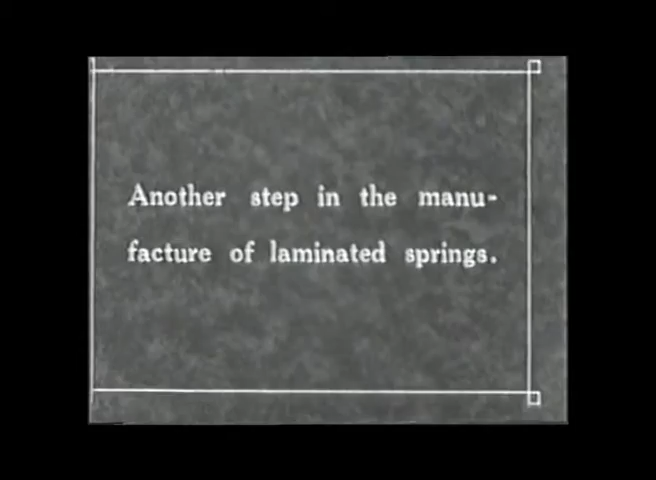 Another step in the manu-
facture of laminated springs.